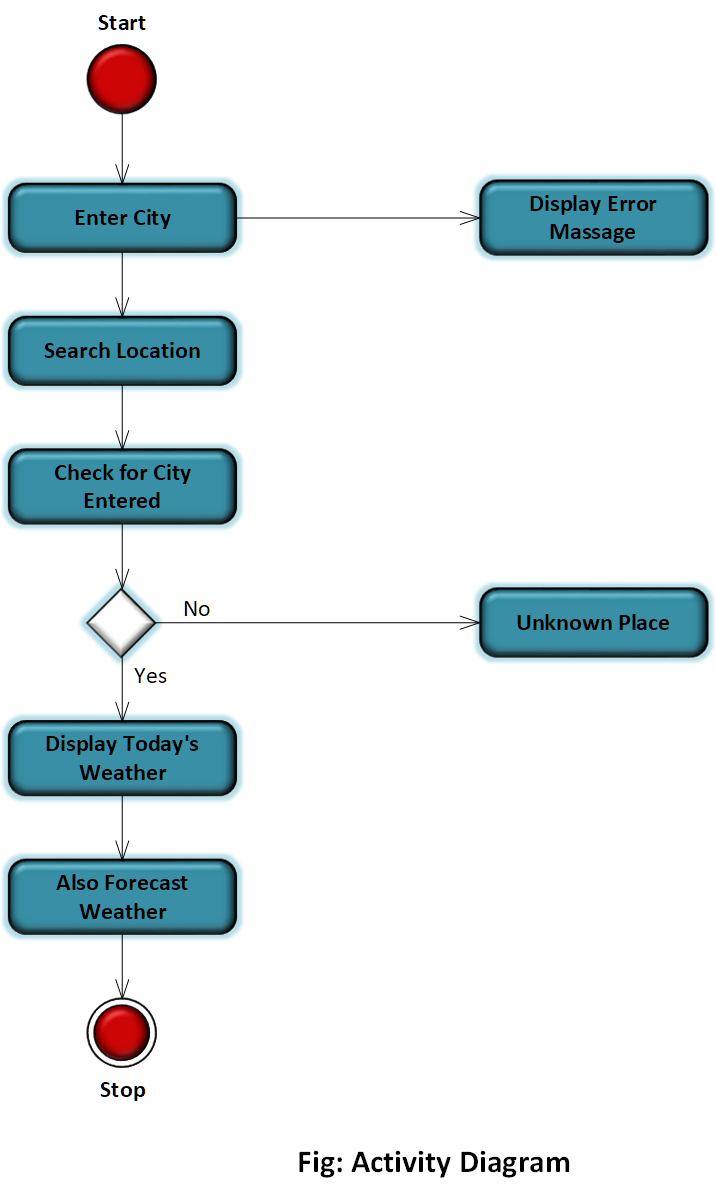 Start
Enter City
Display Error
Massage
Search Location
Check for City
Entered
No
Unknown Place
Yes
Display Today's
Weather
Also Forecast
Weather
Stop
Fig: Activity Diagram